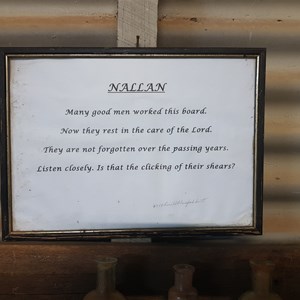 NALLAN
Many good men worked this board.
Now they rest in the care of the Lord.
They are not forgotten over the passing years.
Listen closely. Is that the clicking of their shears?